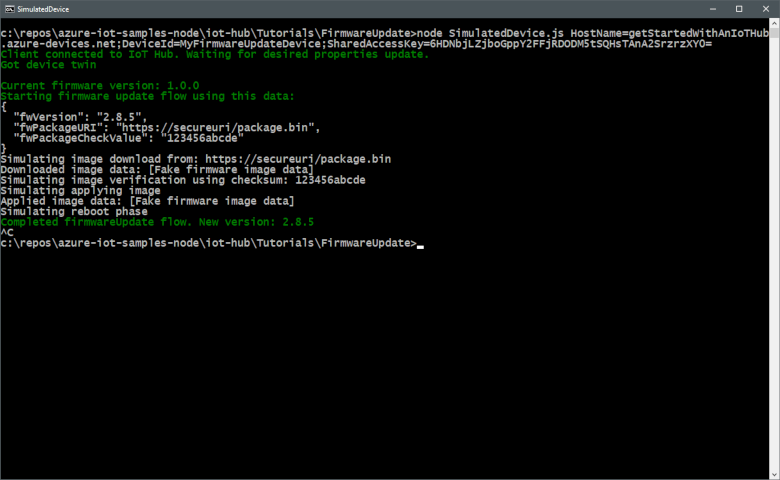 SimulatedDevice
c:\repos\azure-iot-samples-node\iot-hub\Tutorials\FirmwareUpdate>node SimulatedDevice.js HostName=getStartedWithAnIoTHub
.azure-devices.net;DeviceId=MyFirmwareUpdateDevice;SharedAccessKey=6HDNbjLZjboGppY2FFjRDODM5tSQHsTAnA2SrzrzXY0=
Client connected to IoT Hub. Waiting for desired properties update.
Got device twin
Current firmware version: 1.0.0
Starting firmware update flow using this data:
{
  "fwVersion": "2.8.5",
  "fwPackageURI": "https://secureuri/package.bin",
  "fwPackageCheckValue": "123456abcde"
}
Simulating image download from: https://secureuri/package.bin
Downloaded image data: [Fake firmware image data]
Simulating image verification using checksum: 123456abcde
Simulating applying image
Applied image data: [Fake firmware image data]
Simulating reboot phase
Completed firmwareUpdate flow. New version: 2.8.5
^C
c:\repos\azure-iot-samples-node\iot-hub\Tutorials\FirmwareUpdate>